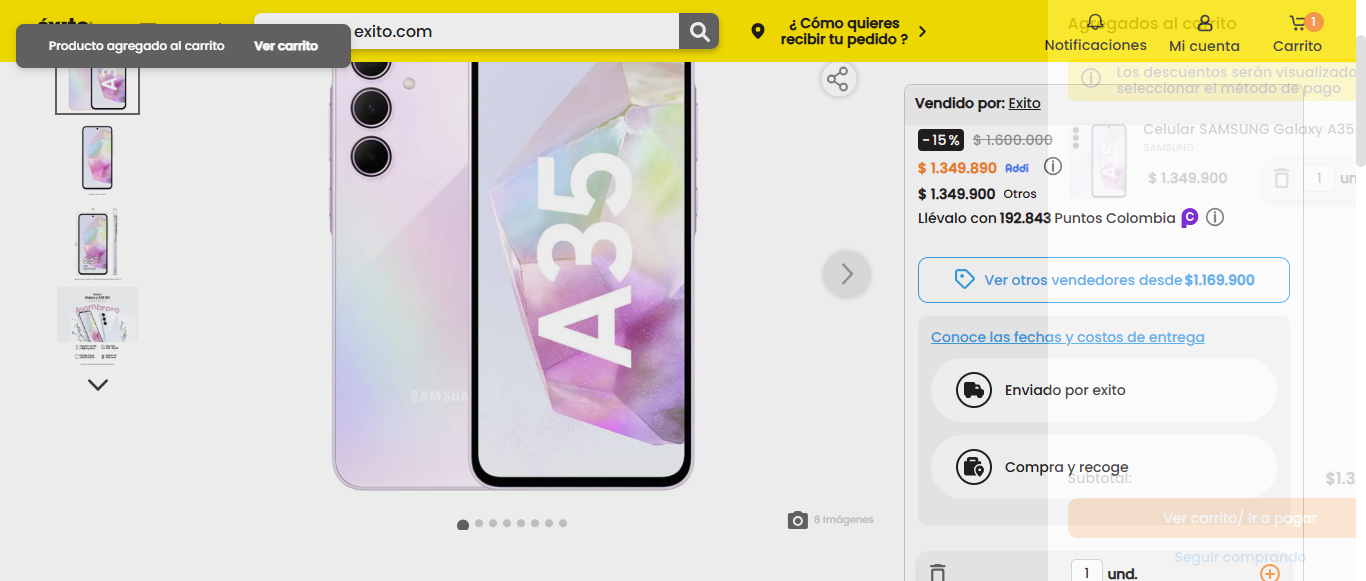 éxito
Producto agregado al carrito Ver carrito
exito.com
¿ Cómo quieres
recibir tu pedido ?
Notificaciones
Mi cuenta
1
Carrito
Agregados al carrito
Los descuentos serán visualizado
seleccionar el método de pago
Vendido por: Exito
- 15 % $ 1.600.000
$ 1.349.890 Addi
$ 1.349.900 Otros
Llévalo con 192.843 Puntos Colombia
Celular SAMSUNG Galaxy A35
SAMSUNG
$ 1.349.900
1 un
A35
A35
SAMSUN
Ver otros vendedores desde $1.169.900
Conoce las fechas y costos de entrega
Enviado por exito
Compra y recoge
Subtotal: $1.3
Ver carrito/ Ir a pagar
Seguir comprando
8 Imágenes
1 und.